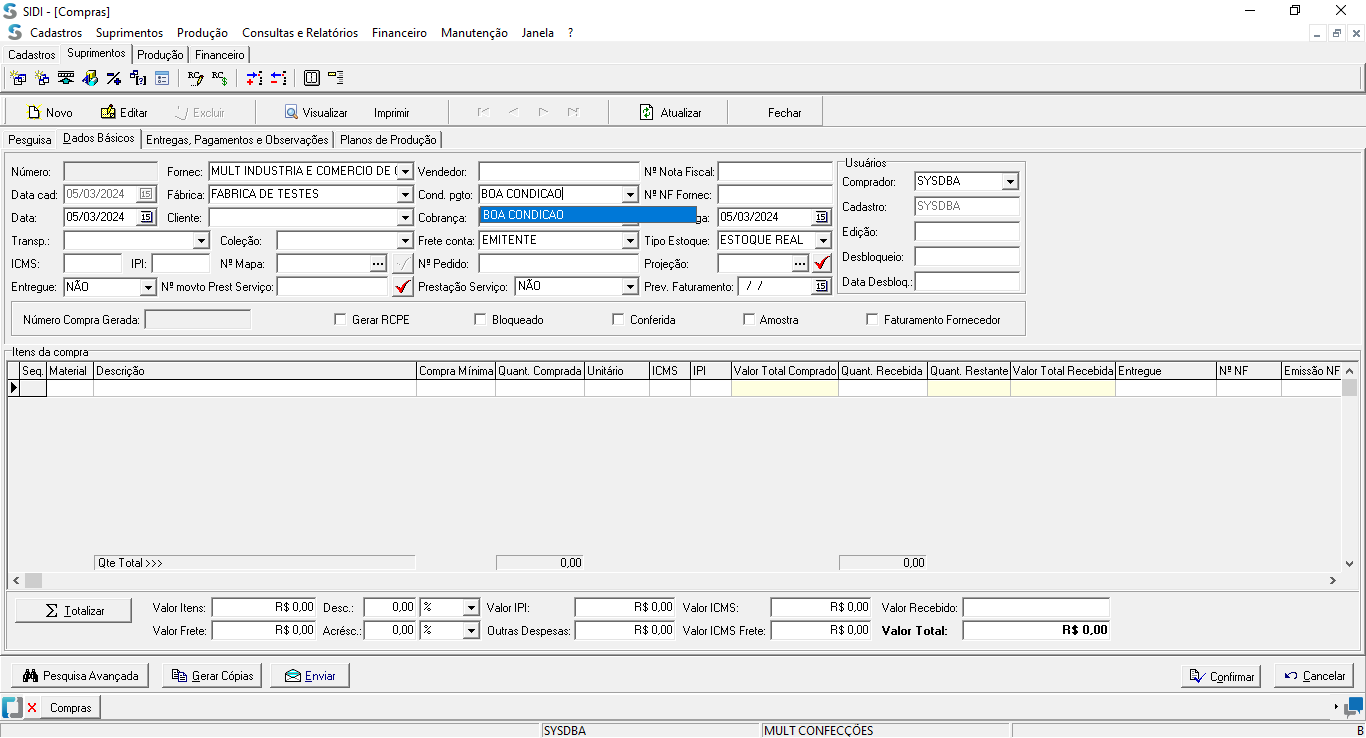 SIDI - [Compras]
Cadastros Suprimentos Produção Consultas e Relatórios Financeiro Manutenção Janela ?
Cadastros Suprimentos Produção Financeiro
Novo Editar Excluir Visualizar Imprimir Atualizar Fechar
Pesquisa Dados Básicos Entregas, Pagamentos e Observações Planos de Produção
Número: Fornec: MULT INDUSTRIA E COMERCIO DE ( Vendedor: Nº Nota Fiscal: Usuários
Data cad: 05/03/2024 15 Fábrica: FABRICA DE TESTES Cond. pgto: BOA CONDICAO Nº NF Fornec: Comprador: SYSDBA
Data: 05/03/2024 15 Cliente: Cobrança: BOA CONDICAO ga: 05/03/2024 15 Cadastro: SYSDBA
Transp.: Coleção: Frete conta: EMITENTE Tipo Estoque: ESTOQUE REAL Edição:
ICMS: IPI: Nº Mapa: ... Nº Pedido: Projeção: ... Desbloqueio:
Entregue: NÃO Nº movto Prest Serviço: Prestação Serviço: NÃO Prev. Faturamento: / / 15 Data Desbloq.:
Número Compra Gerada: Gerar RCPE Bloqueado Conferida Amostra Faturamento Fornecedor
Itens da compra
Seq. Material Descrição Compra Mínima Quant. Comprada Unitário ICMS IPI Valor Total Comprado Quant. Recebida Quant. Restante Valor Total Recebida Entregue Nº NF Emissão NF
Qte Total >>> 0,00 0,00
Totalizar Valor Itens: R$ 0,00 Desc.: 0,00 % Valor IPI: R$ 0,00 Valor ICMS: R$ 0,00 Valor Recebido:
Valor Frete: R$ 0,00 Acrésc.: 0,00 % Outras Despesas: R$ 0,00 Valor ICMS Frete: R$ 0,00 Valor Total: R$ 0,00
Pesquisa Avançada Gerar Cópias Enviar Confirmar Cancelar
Compras
SYSDBA MULT CONFECÇÕES B